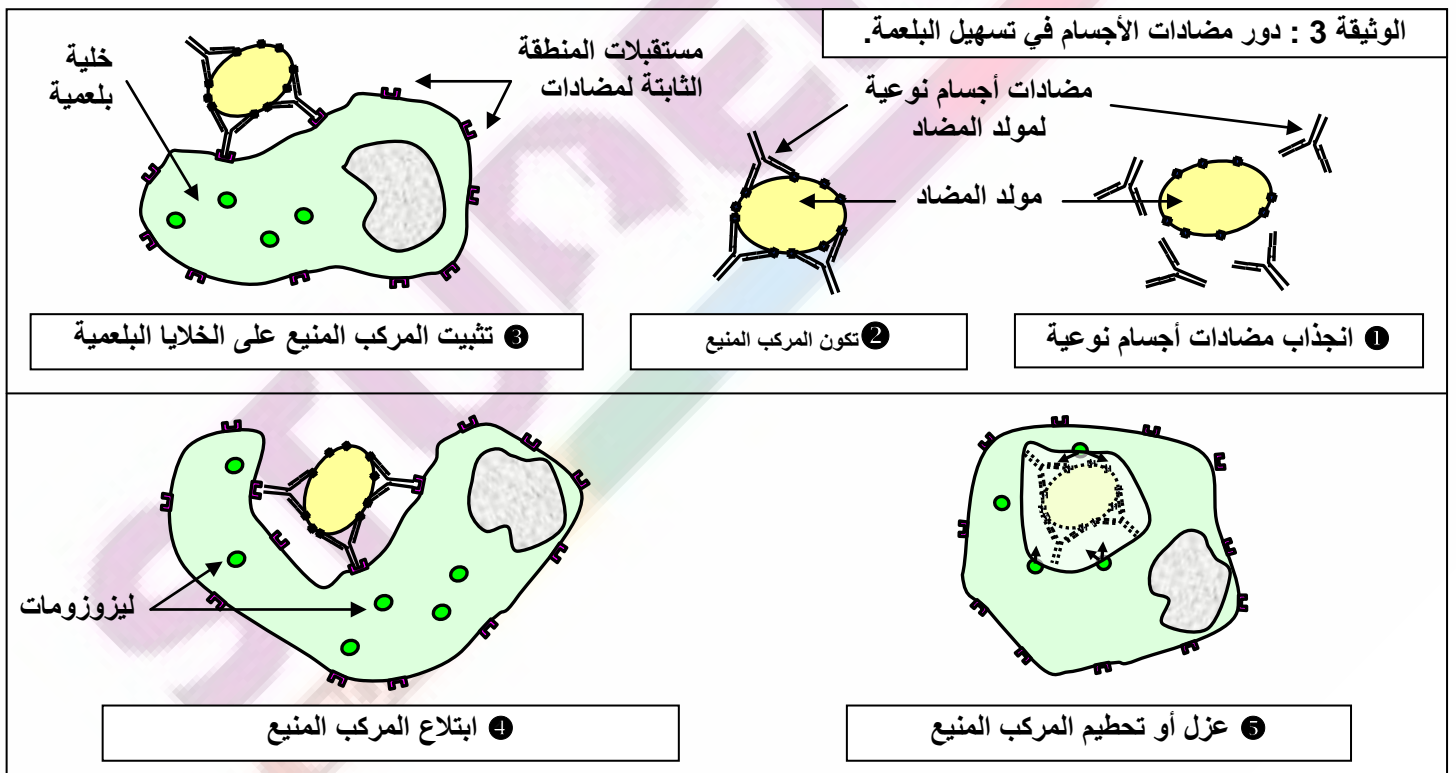 الوثيقة 3 : دور مضادات الأجسام في تسهيل البلعمة.
مضادات أجسام نوعية
لمولد المضاد
مولد المضاد
مستقبلات المنطقة
الثابتة لمضادات
خلية
بلعمية
❶ انجذاب مضادات أجسام نوعية
❷ تكون المركب المنيع
❸ تثبيت المركب المنيع على الخلايا البلعمية
ليزوزومات
❹ ابتلاع المركب المنيع
❺ عزل أو تحطيم المركب المنيع